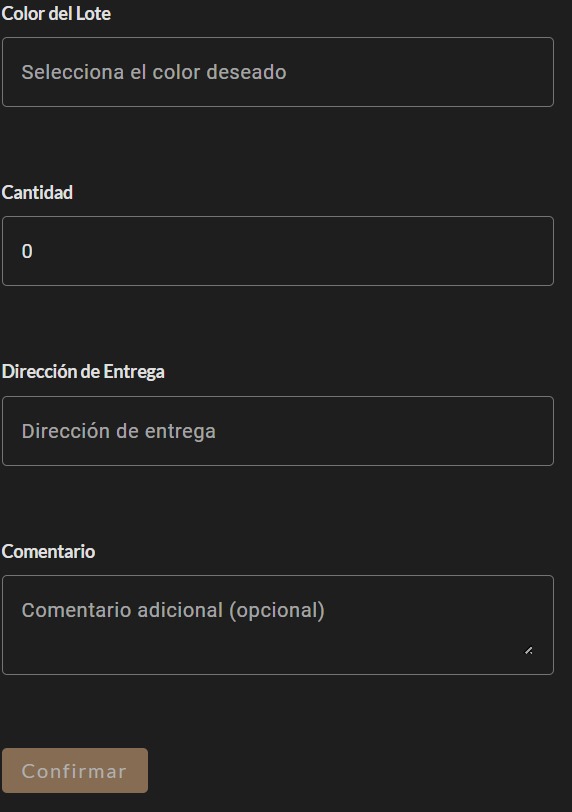 Color del Lote
Selecciona el color deseado
Cantidad
0
Dirección de Entrega
Dirección de entrega
Comentario
Comentario adicional (opcional)
Confirmar